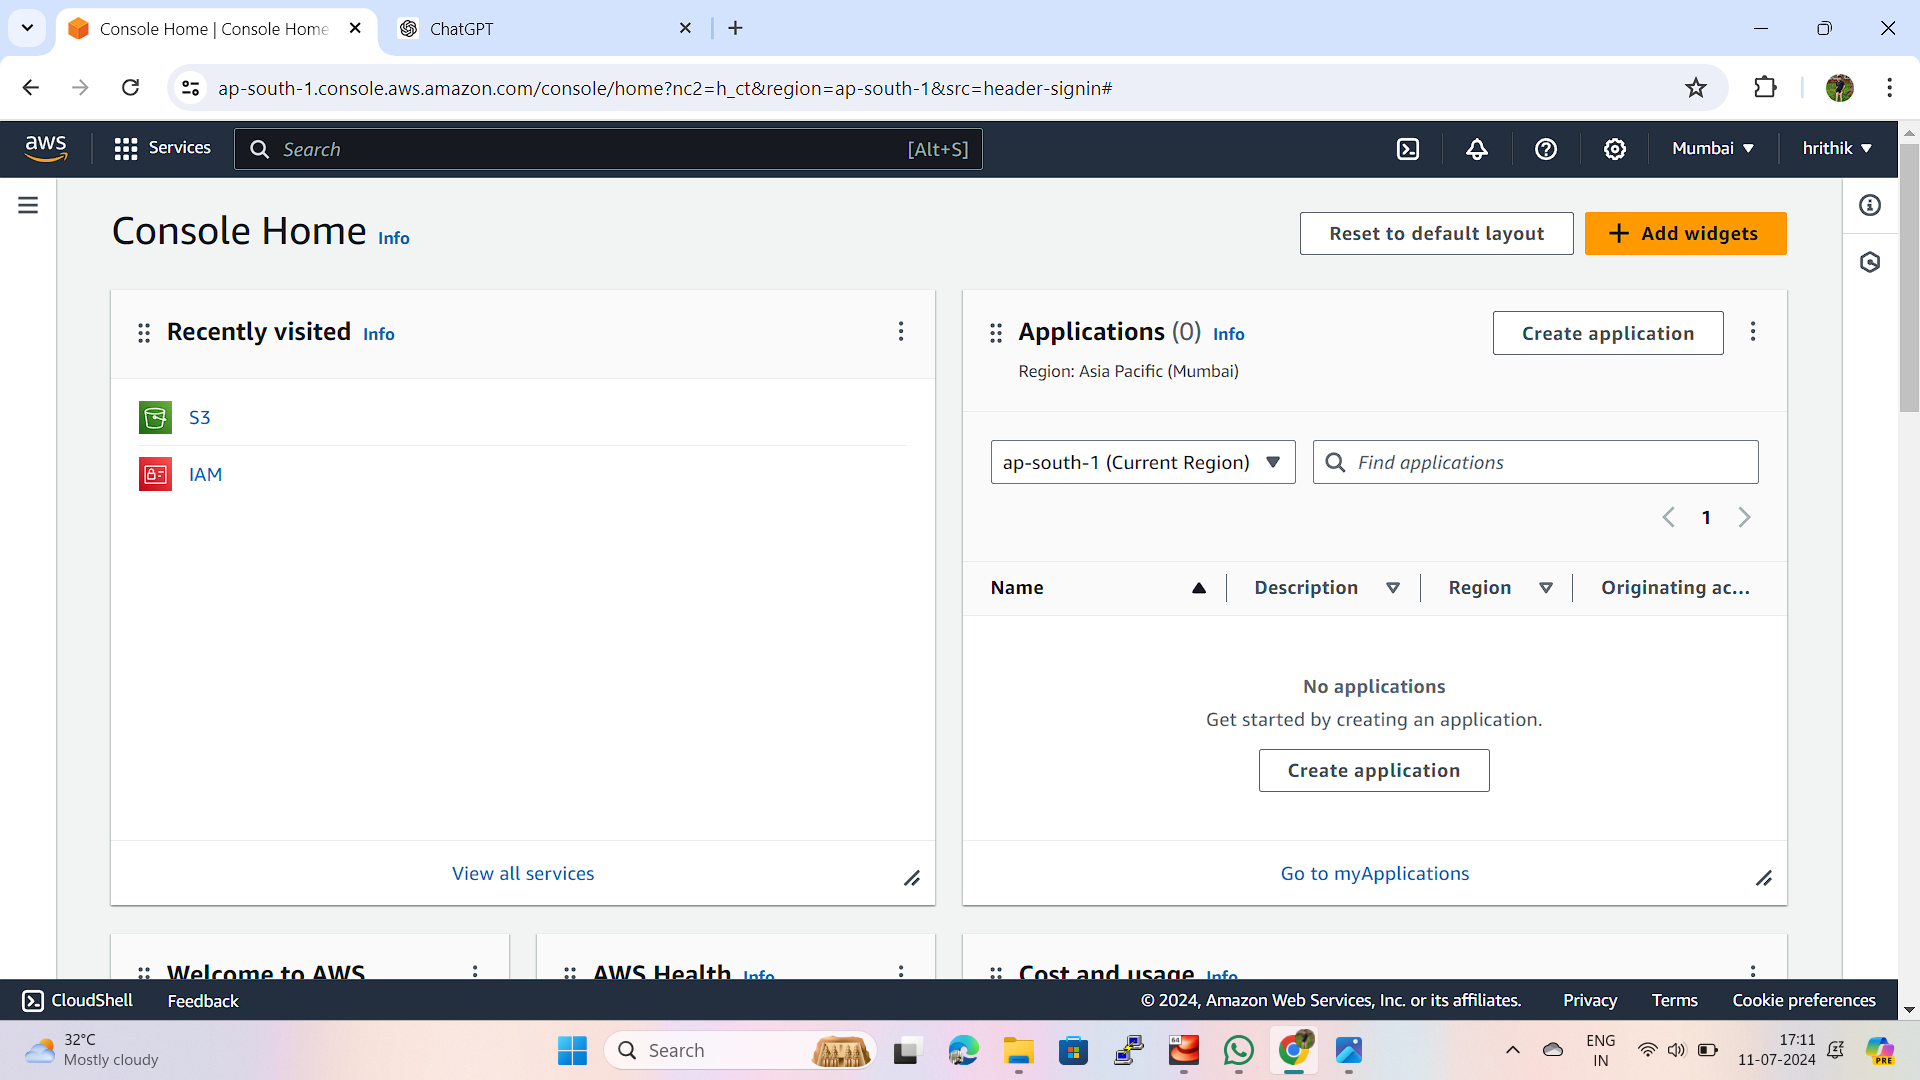 Console Home | Console Home
ChatGPT
ap-south-1.console.aws.amazon.com/console/home?nc2=h_ct&region=ap-south-1&src=header-signin#
aws
Services
Search
[Alt+S]
Mumbai
hrithik
Console Home Info
Reset to default layout
Add widgets
Recently visited Info
S3
IAM
View all services
Applications (0) Info
Region: Asia Pacific (Mumbai)
Create application
ap-south-1 (Current Region)
Find applications
1
Name
Description
Region
Originating ac...
No applications
Get started by creating an application.
Create application
Go to myApplications
Welcome to AWS
AWS Health Info
Cost and usage Info
CloudShell
Feedback
© 2024, Amazon Web Services, Inc. or its affiliates.
Privacy
Terms
Cookie preferences
32°C
Mostly cloudy
Search
64
ENG
IN
17:11
11-07-2024
PRE